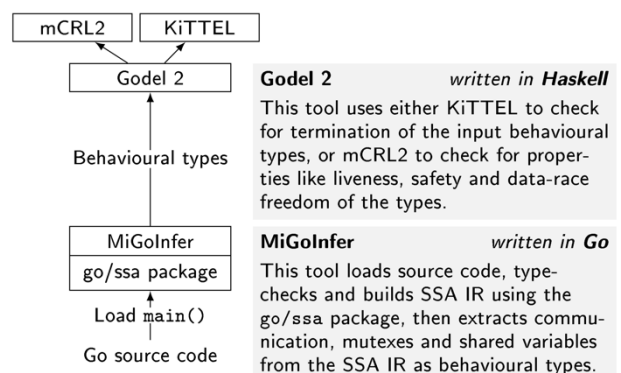 mCRL2
KiTTEL
Godel 2
Behavioural types
MiGoInfer
go/ssa package
Load main()
Go source code
Godel 2 written in Haskell
This tool uses either KiTTEL to check
for termination of the input behavioural
types, or mCRL2 to check for proper-
ties like liveness, safety and data-race
freedom of the types.
MiGoInfer written in Go
This tool loads source code, type-
checks and builds SSA IR using the
go/ssa package, then extracts commu-
nication, mutexes and shared variables
from the SSA IR as behavioural types.